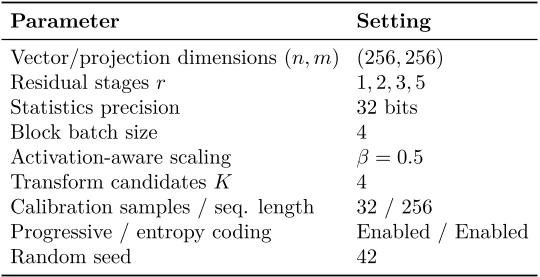 Parameter Setting
Vector/projection dimensions (n, m) (256, 256)
Residual stages r 1, 2, 3, 5
Statistics precision 32 bits
Block batch size 4
Activation-aware scaling β = 0.5
Transform candidates K 4
Calibration samples / seq. length 32 / 256
Progressive / entropy coding Enabled / Enabled
Random seed 42